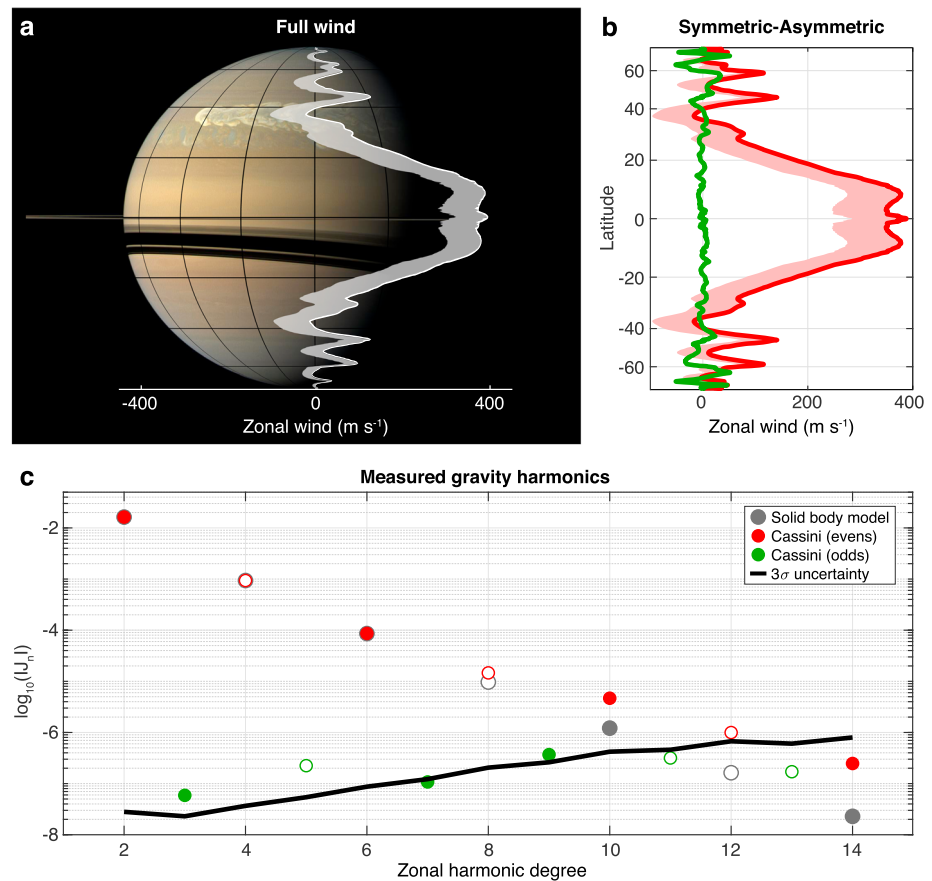 a
Full wind
-400
0
400
Zonal wind (m s⁻¹)
b
Symmetric-Asymmetric
Latitude
60
40
20
0
-20
-40
-60
0
200
400
Zonal wind (m s⁻¹)
c
Measured gravity harmonics
log₁₀(|Jₙ|)
-2
-4
-6
-8
Solid body model
Cassini (evens)
Cassini (odds)
3σ uncertainty
2
4
6
8
10
12
14
Zonal harmonic degree